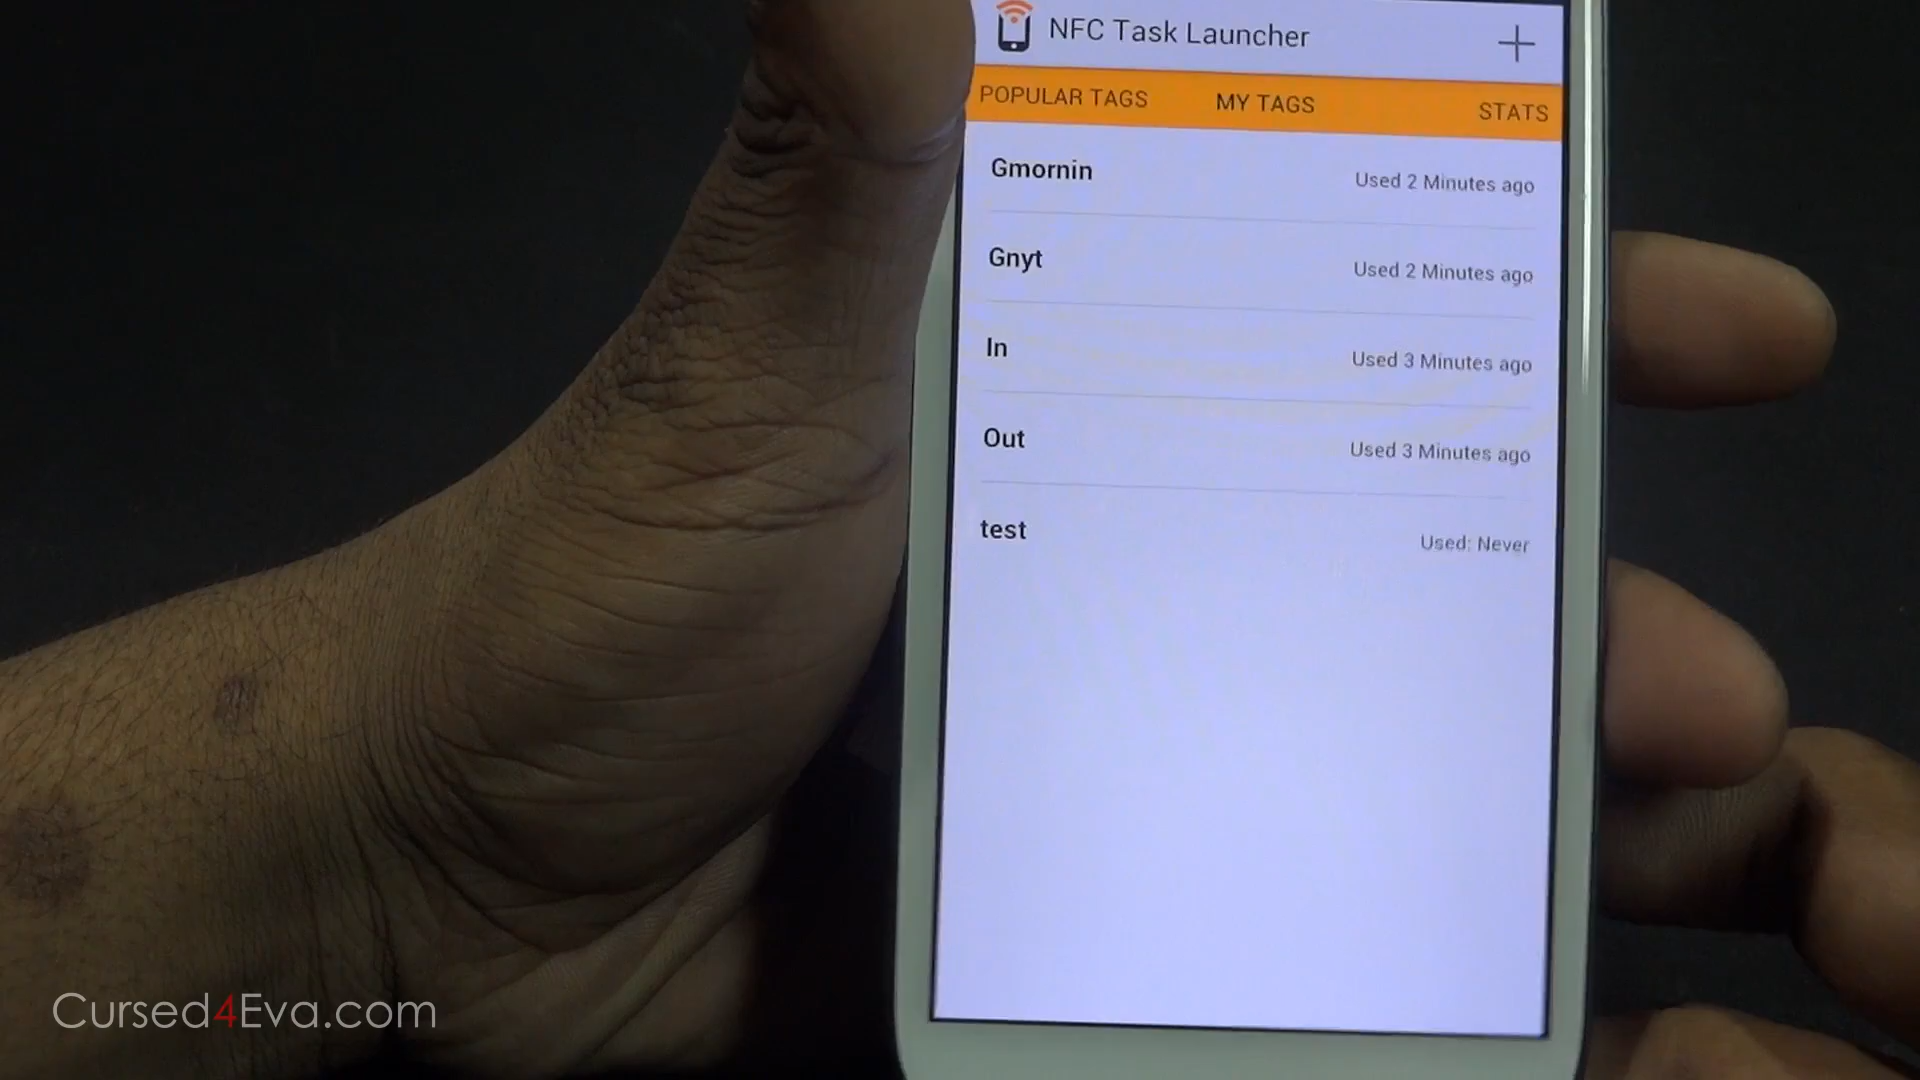 NFC Task Launcher
POPULAR TAGS MY TAGS STATS
Gmornin Used 2 Minutes ago
Gnyt Used 2 Minutes ago
In Used 3 Minutes ago
Out Used 3 Minutes ago
test Used: Never
Cursed4Eva.com